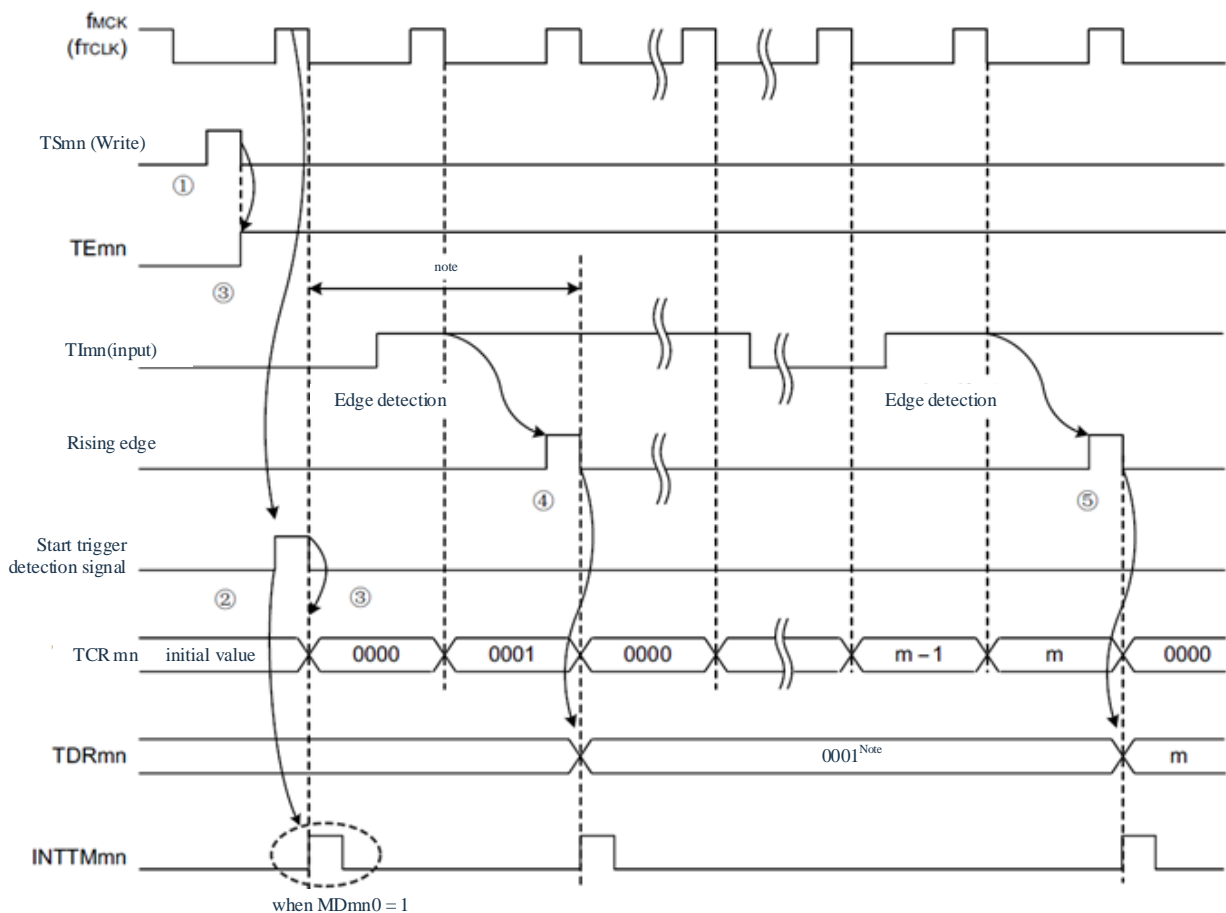 fMCK
(fTCLK)
TSmn (Write)
①
TEmn
③
note
TImn(input)
Edge detection
Edge detection
Rising edge
④
⑤
Start trigger
detection signal
②
③
TCR mn
initial value
0000
0001
0000
m – 1
m
0000
TDRmn
0001Note
m
INTTMmn
when MDmn0 = 1